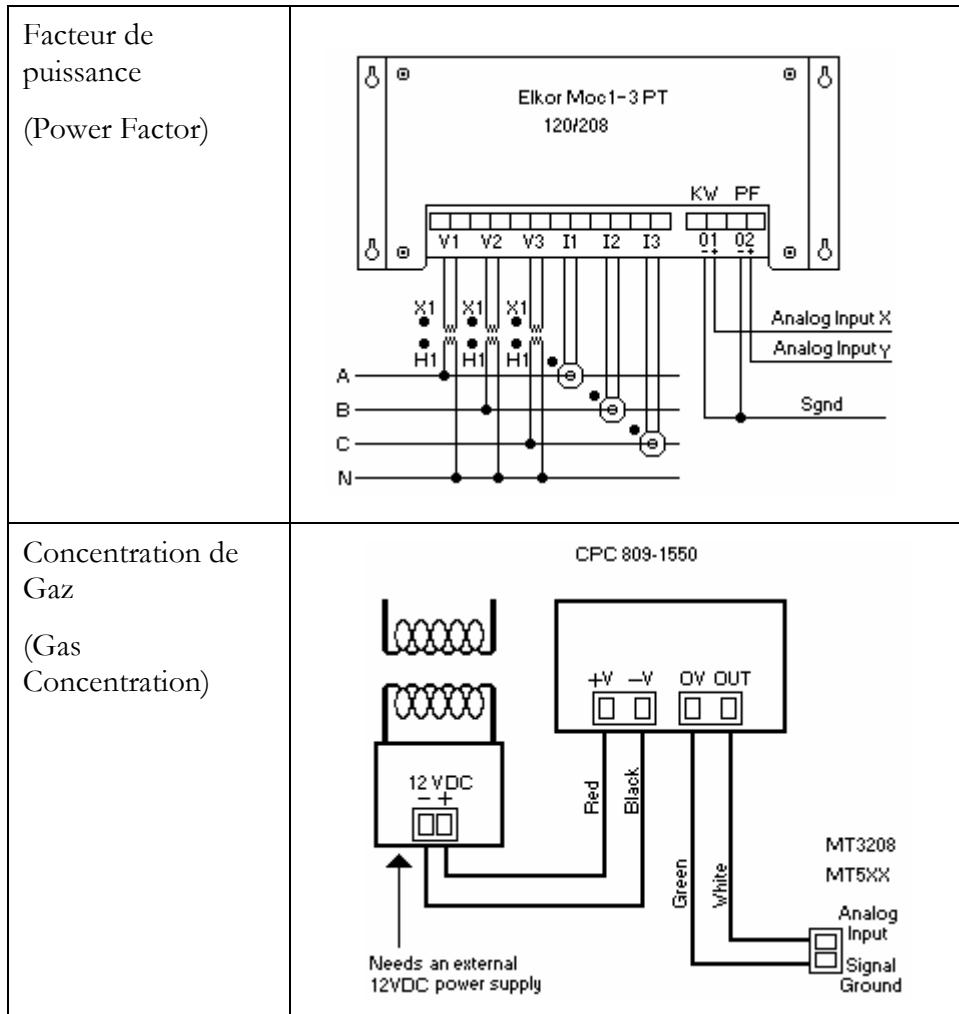 Facteur de
puissance
(Power Factor)
Elkor Moc1-3 PT
120/208
KW PF
V1 V2 V3 I1 I2 I3 01 02
- + - +
X1 X1 X1
H1 H1 H1
A
B
C
N
Analog Input X
Analog Input Y
Sgnd
Concentration de
Gaz
(Gas
Concentration)
CPC 809-1550
+V -V OV OUT
12 VDC
- +
Red
Black
Green
White
MT3208
MT5XX
Analog
Input
Signal
Ground
Needs an external
12VDC power supply